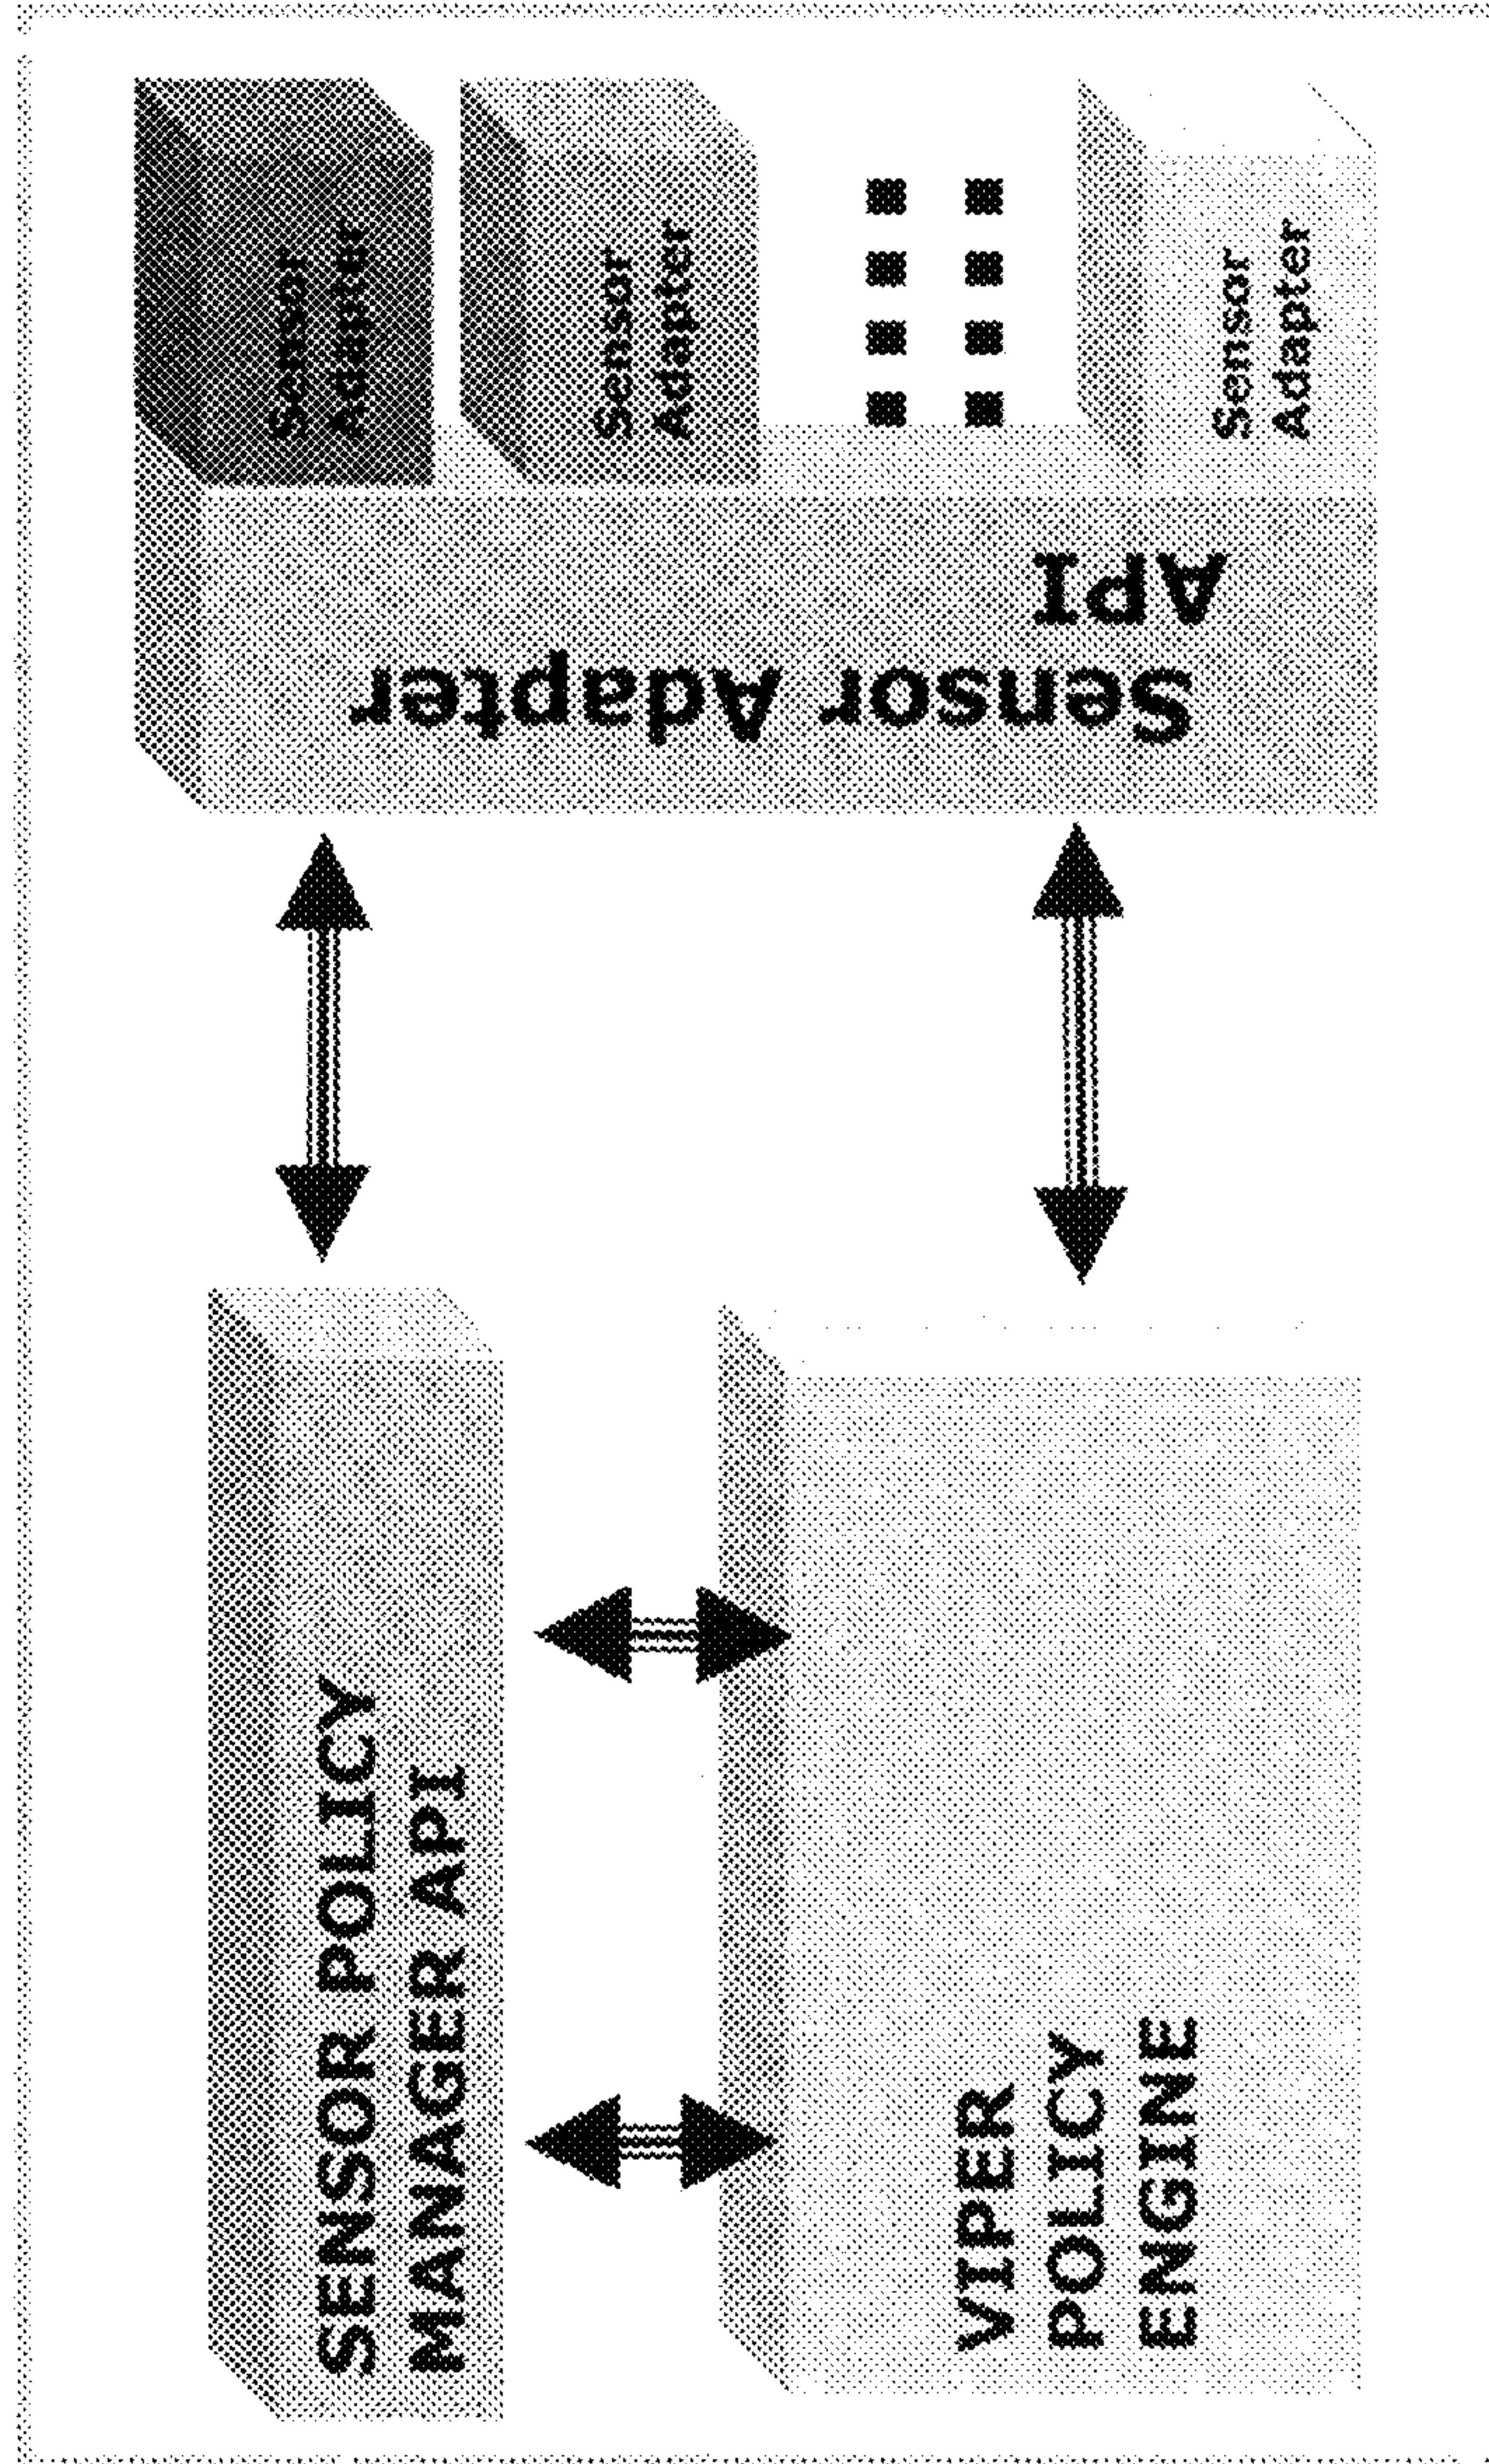 SENSOR POLICY
MANAGER API
VIPER
POLICY
ENGINE
Sensor Adapter
API
Sensor
Adapter
Sensor
Adapter
Sensor
Adapter